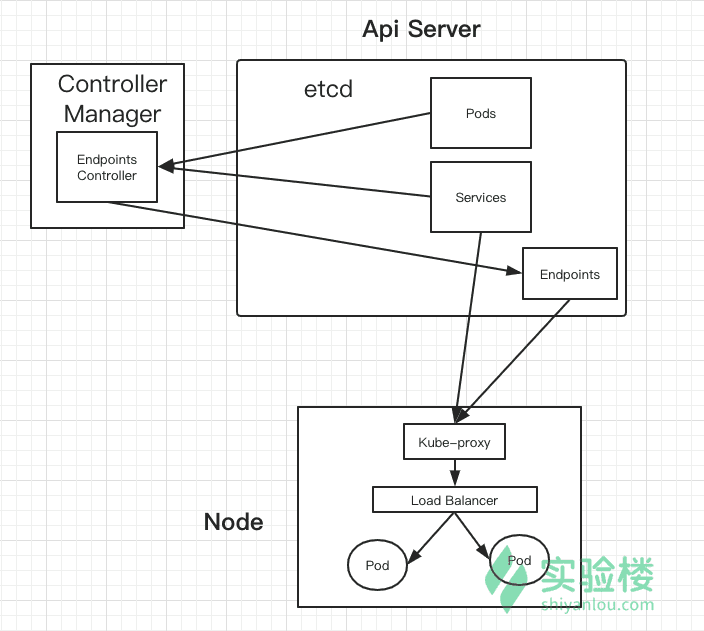 Api Server
Controller
Manager
etcd
Pods
Endpoints
Controller
Services
Endpoints
Kube-proxy
Load Balancer
Node
Pod
Pod
实验楼
shiyanlou.com